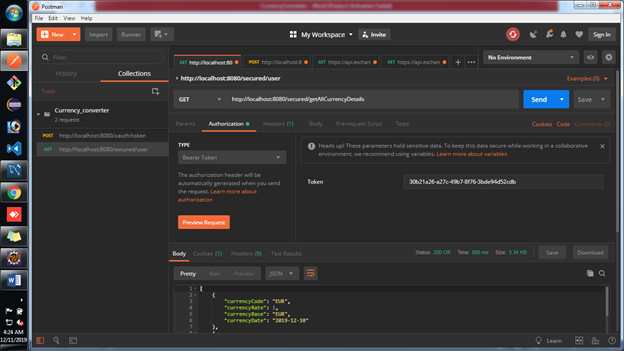 Postman
File Edit View Help
New Import Runner My Workspace Invite Sign In
Filter
History Collections
Trash
Currency_converter
2 requests
POST http://localhost:8080/oauth/token
GET http://localhost:8080/secured/user
GET http://localhost:80 POST http://localhost:8 GET https://api.exchan GET https://api.exchan
No Environment
http://localhost:8080/secured/user
Examples (0)
GET http://localhost:8080/secured/getAllCurrencyDetails Send Save
Params Authorization Headers (1) Body Pre-request Script Tests Cookies Code Comments (0)
TYPE
Bearer Token
The authorization header will be
automatically generated when you send
the request. Learn more about
authorization
Preview Request
Heads up! These parameters hold sensitive data. To keep this data secure while working in a collaborative
environment, we recommend using variables. Learn more about variables
Token 30b21a26-a27c-49b7-8f76-3bde94d52cdb
Body Cookies (1) Headers (9) Test Results Status: 200 OK Time: 869 ms Size: 3.34 KB Save Download
Pretty Raw Preview JSON
1 [
2 {
3 "currencyCode": "EUR",
4 "currencyRate": 1,
5 "currencyBase": "EUR",
6 "currencyDate": "2019-12-10"
7 },
Learn
4:24 AM
12/11/2019